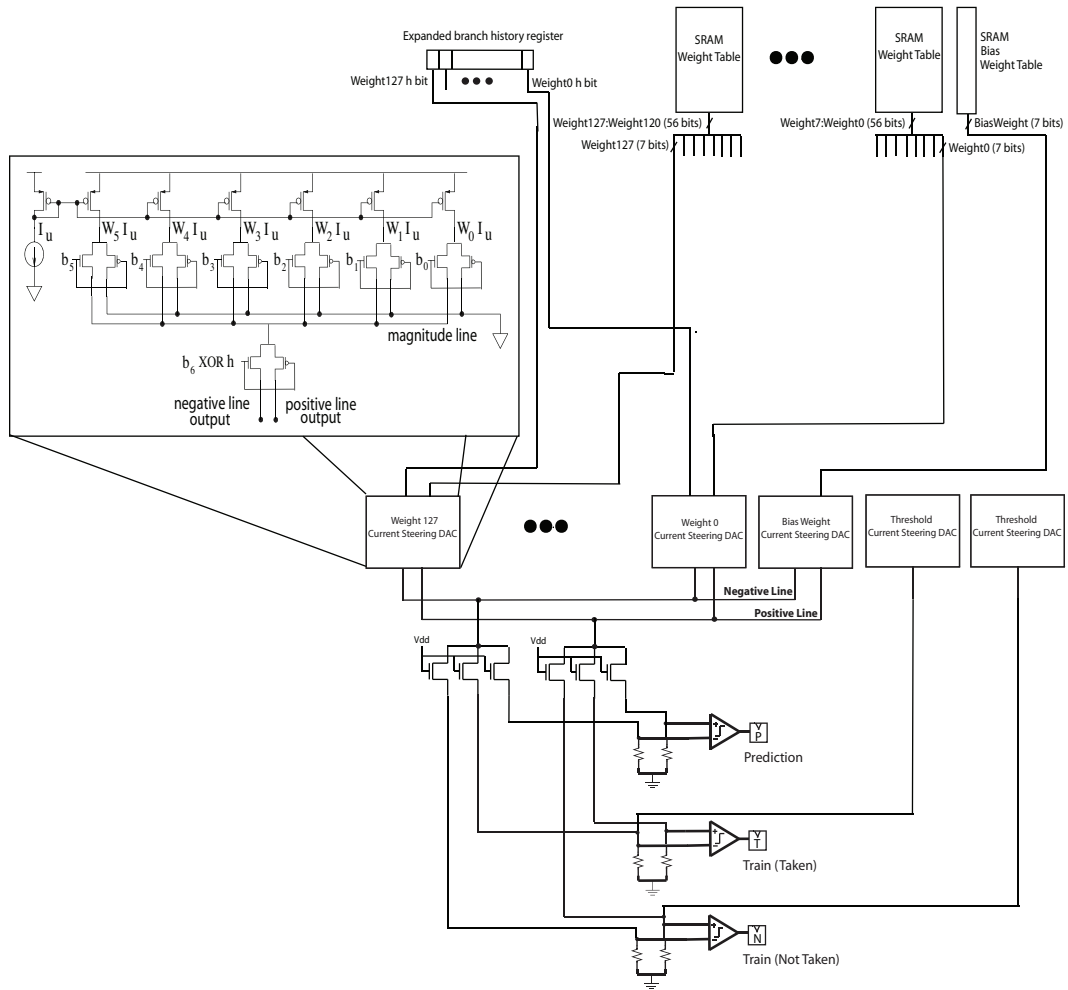 Expanded branch history register
Weight127 h bit
Weight0 h bit
SRAM
Weight Table
SRAM
Weight Table
SRAM
Bias
Weight Table
Weight127:Weight120 (56 bits)
Weight127 (7 bits)
Weight7:Weight0 (56 bits)
Weight0 (7 bits)
BiasWeight (7 bits)
I u
W5 I u
W4 I u
W3 I u
W2 I u
W1 I u
W0 I u
b5
b4
b3
b2
b1
b0
magnitude line
b6 XOR h
negative line
output
positive line
output
Weight 127
Current Steering DAC
Weight 0
Current Steering DAC
Bias Weight
Current Steering DAC
Threshold
Current Steering DAC
Threshold
Current Steering DAC
Negative Line
Positive Line
Vdd
Vdd
+
-
V
P
Prediction
+
-
V
T
Train (Taken)
+
-
V
N
Train (Not Taken)